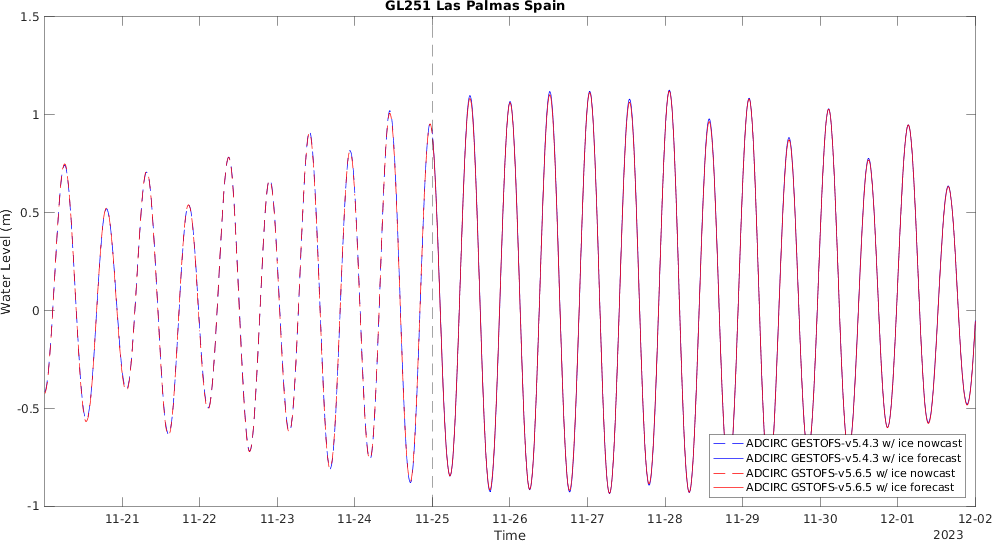 GL251 Las Palmas Spain
1.5
1
0.5
0
-0.5
-1
Water Level (m)
11-21 11-22 11-23 11-24 11-25 11-26 11-27 11-28 11-29 11-30 12-01 12-02
Time
2023
ADCIRC GESTOFS-v5.4.3 w/ ice nowcast
ADCIRC GESTOFS-v5.4.3 w/ ice forecast
ADCIRC GSTOFS-v5.6.5 w/ ice nowcast
ADCIRC GSTOFS-v5.6.5 w/ ice forecast